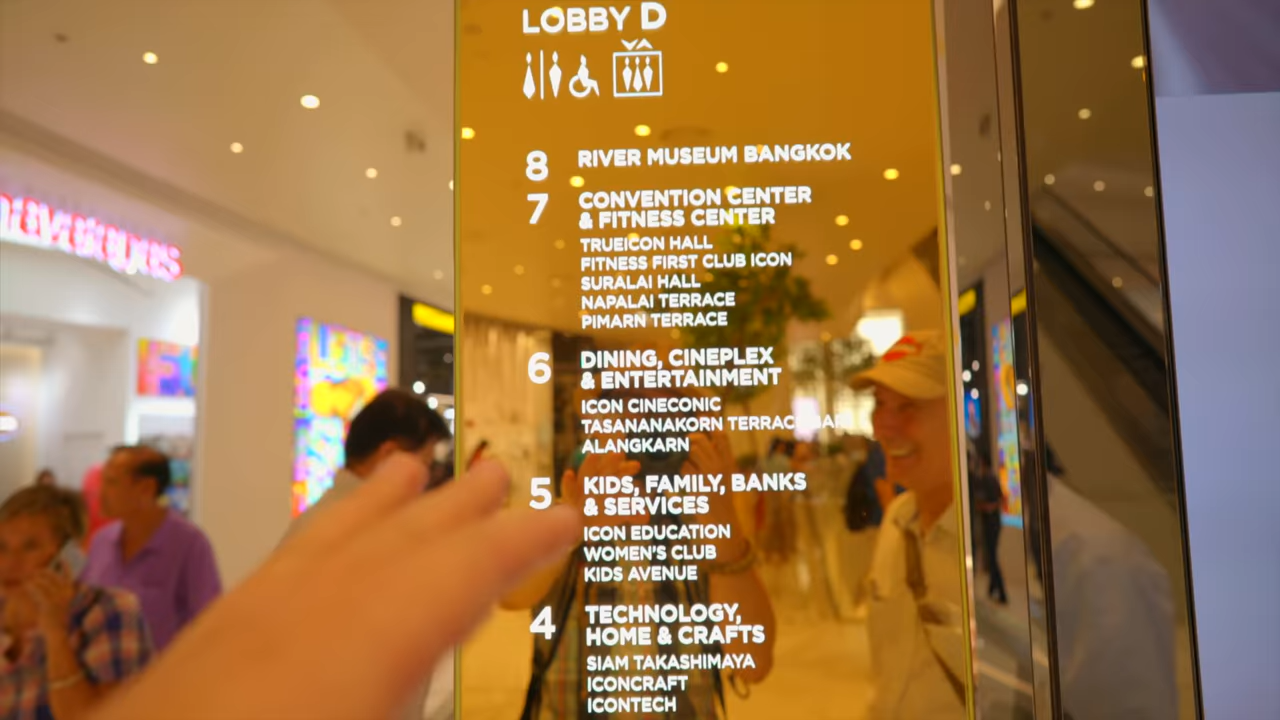 LOBBY D
8 RIVER MUSEUM BANGKOK
7 CONVENTION CENTER
& FITNESS CENTER
TRUEICON HALL
FITNESS FIRST CLUB ICON
SURALAI HALL
NAPALAI TERRACE
PIMARN TERRACE
6 DINING, CINEPLEX
& ENTERTAINMENT
ICON CINECONIC
TASANANAKORN TERRACE
ALANGKARN
5 KIDS, FAMILY, BANKS
& SERVICES
ICON EDUCATION
WOMEN'S CLUB
KIDS AVENUE
4 TECHNOLOGY,
HOME & CRAFTS
SIAM TAKASHIMAYA
ICONCRAFT
ICONTECH